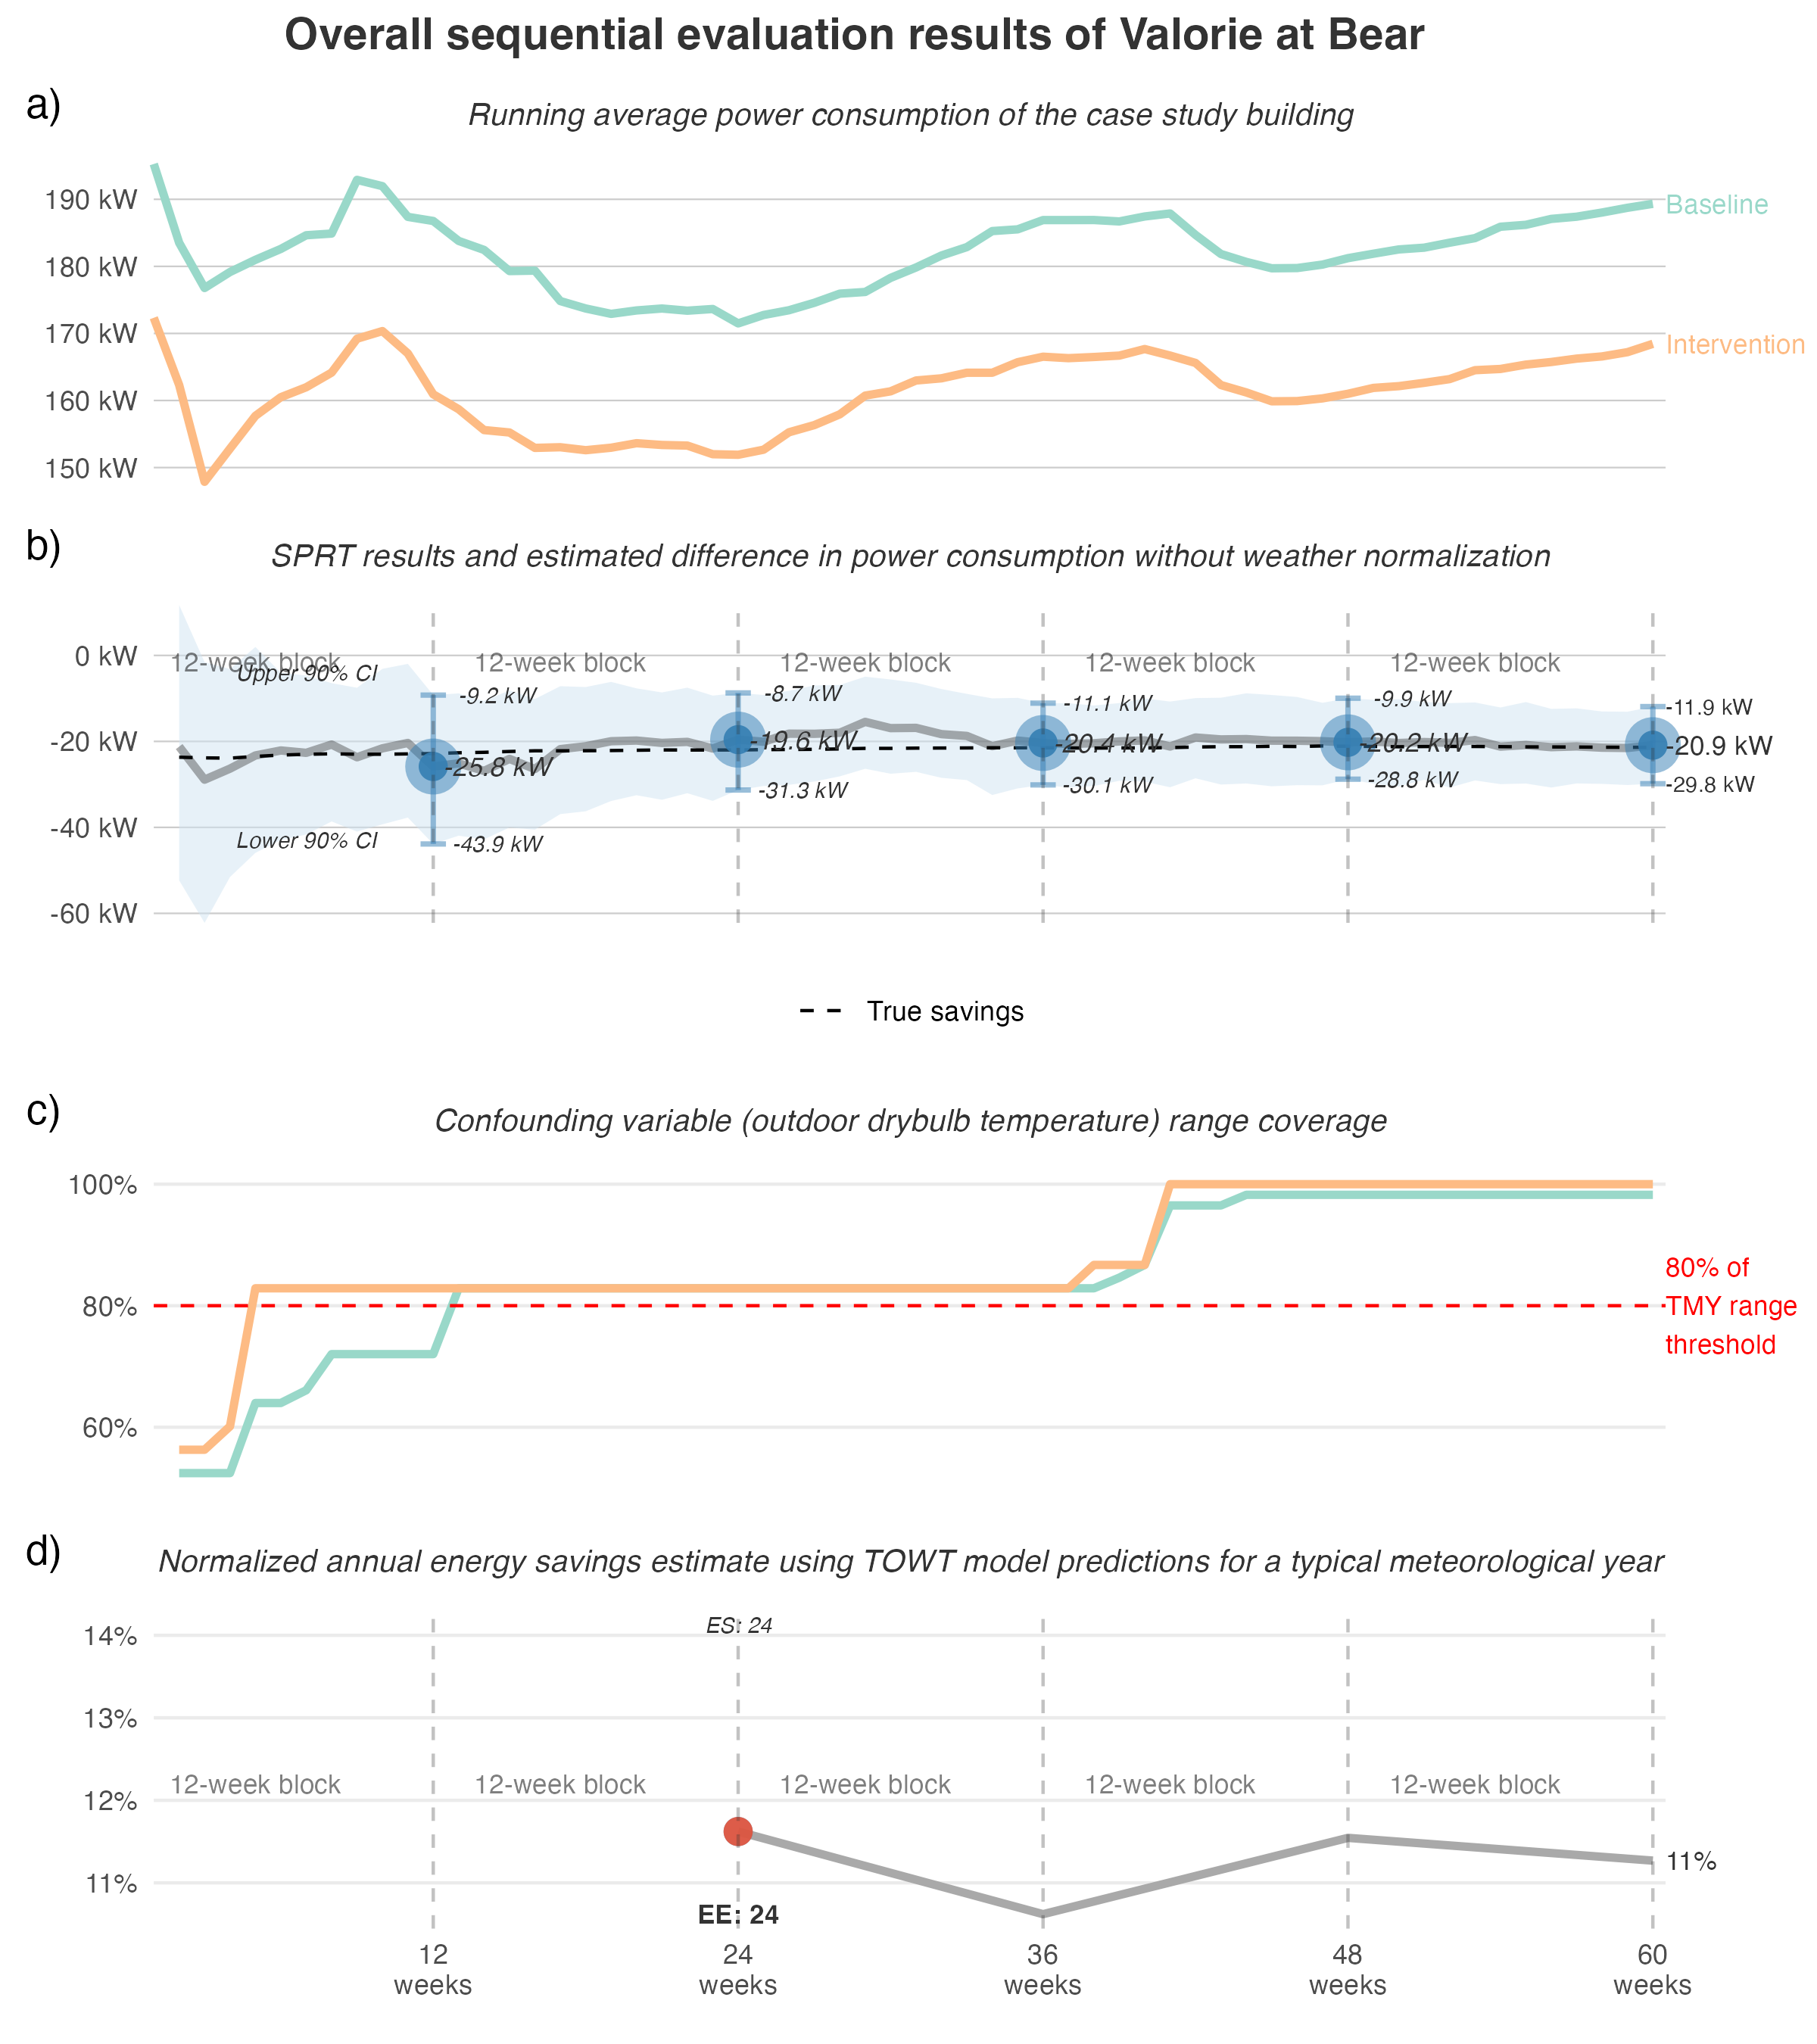 Overall sequential evaluation results of Valorie at Bear
a)
Running average power consumption of the case study building
190 kW
180 kW
170 kW
160 kW
150 kW
Baseline
Intervention
b)
SPRT results and estimated difference in power consumption without weather normalization
0 kW
-20 kW
-40 kW
-60 kW
12-week block
12-week block
12-week block
12-week block
12-week block
Upper 90% CI
Lower 90% CI
-9.2 kW
-25.8 kW
-43.9 kW
-8.7 kW
-19.6 kW
-31.3 kW
-11.1 kW
-20.4 kW
-30.1 kW
-9.9 kW
-20.2 kW
-28.8 kW
-11.9 kW
-20.9 kW
-29.8 kW
True savings
c)
Confounding variable (outdoor drybulb temperature) range coverage
100%
80%
60%
80% of
TMY range
threshold
d)
Normalized annual energy savings estimate using TOWT model predictions for a typical meteorological year
14%
13%
12%
11%
ES: 24
12-week block
12-week block
12-week block
12-week block
12-week block
11%
EE: 24
12
weeks
24
weeks
36
weeks
48
weeks
60
weeks